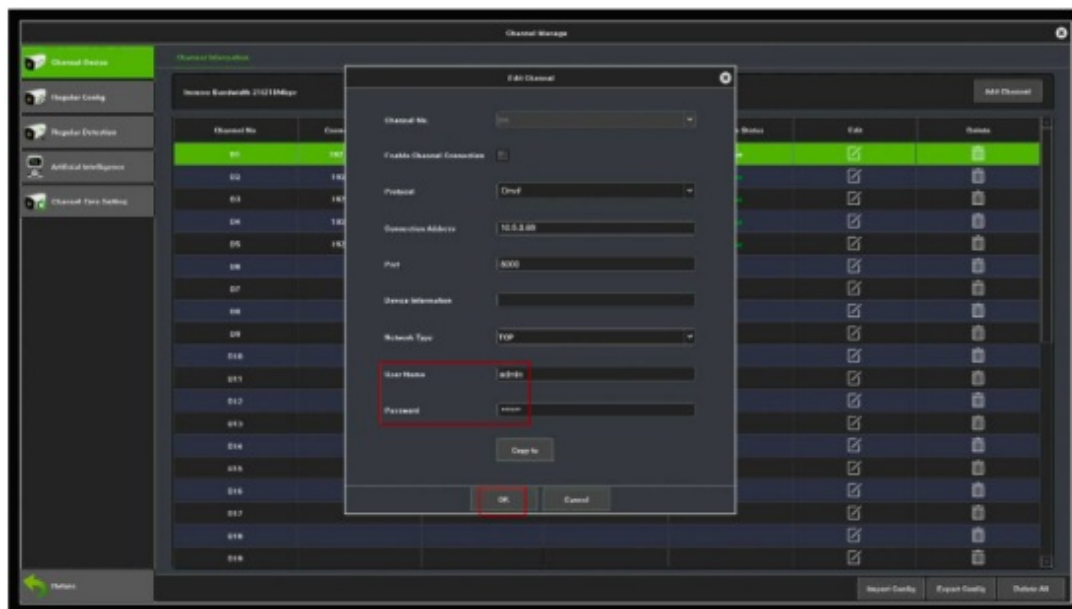 Channel Manage
Channel Device
Regular Config
Regular Detection
Artificial Intelligence
Channel Type Setting
Return
Channel Information
Add Channel
Channel No
Status
Edit
Delete
D1
D2
D3
D4
D5
D6
D7
D8
D9
D10
D11
D12
D13
D14
D15
D16
D17
D18
D19
Edit Channel
Channel No.
Enable Channel Connection
Protocol
Onvif
Connection Address
Port
8000
Device Information
Network Type
TCP
User Name
admin
Password
Copy to
OK
Cancel
Import Config
Export Config
Delete All